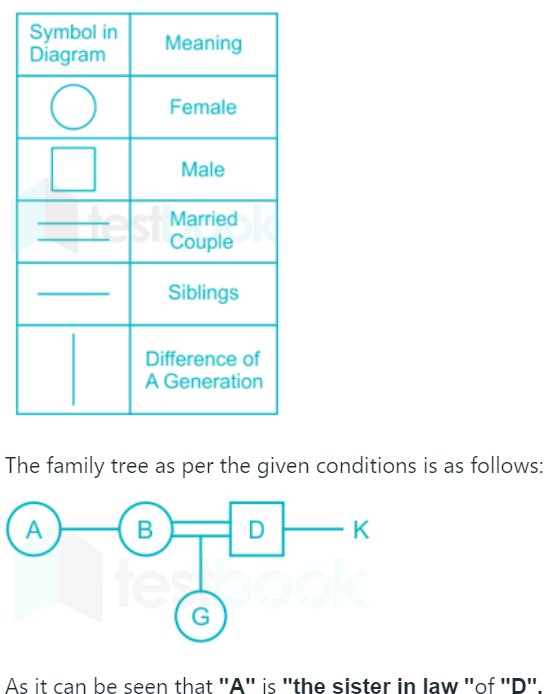 Symbol in Meaning
Diagram
Female
Male
Married
Couple
Siblings
Difference of
A Generation
testbook
The family tree as per the given conditions is as follows:
A B D K
G
testbook
As it can be seen that "A" is "the sister in law "of "D".